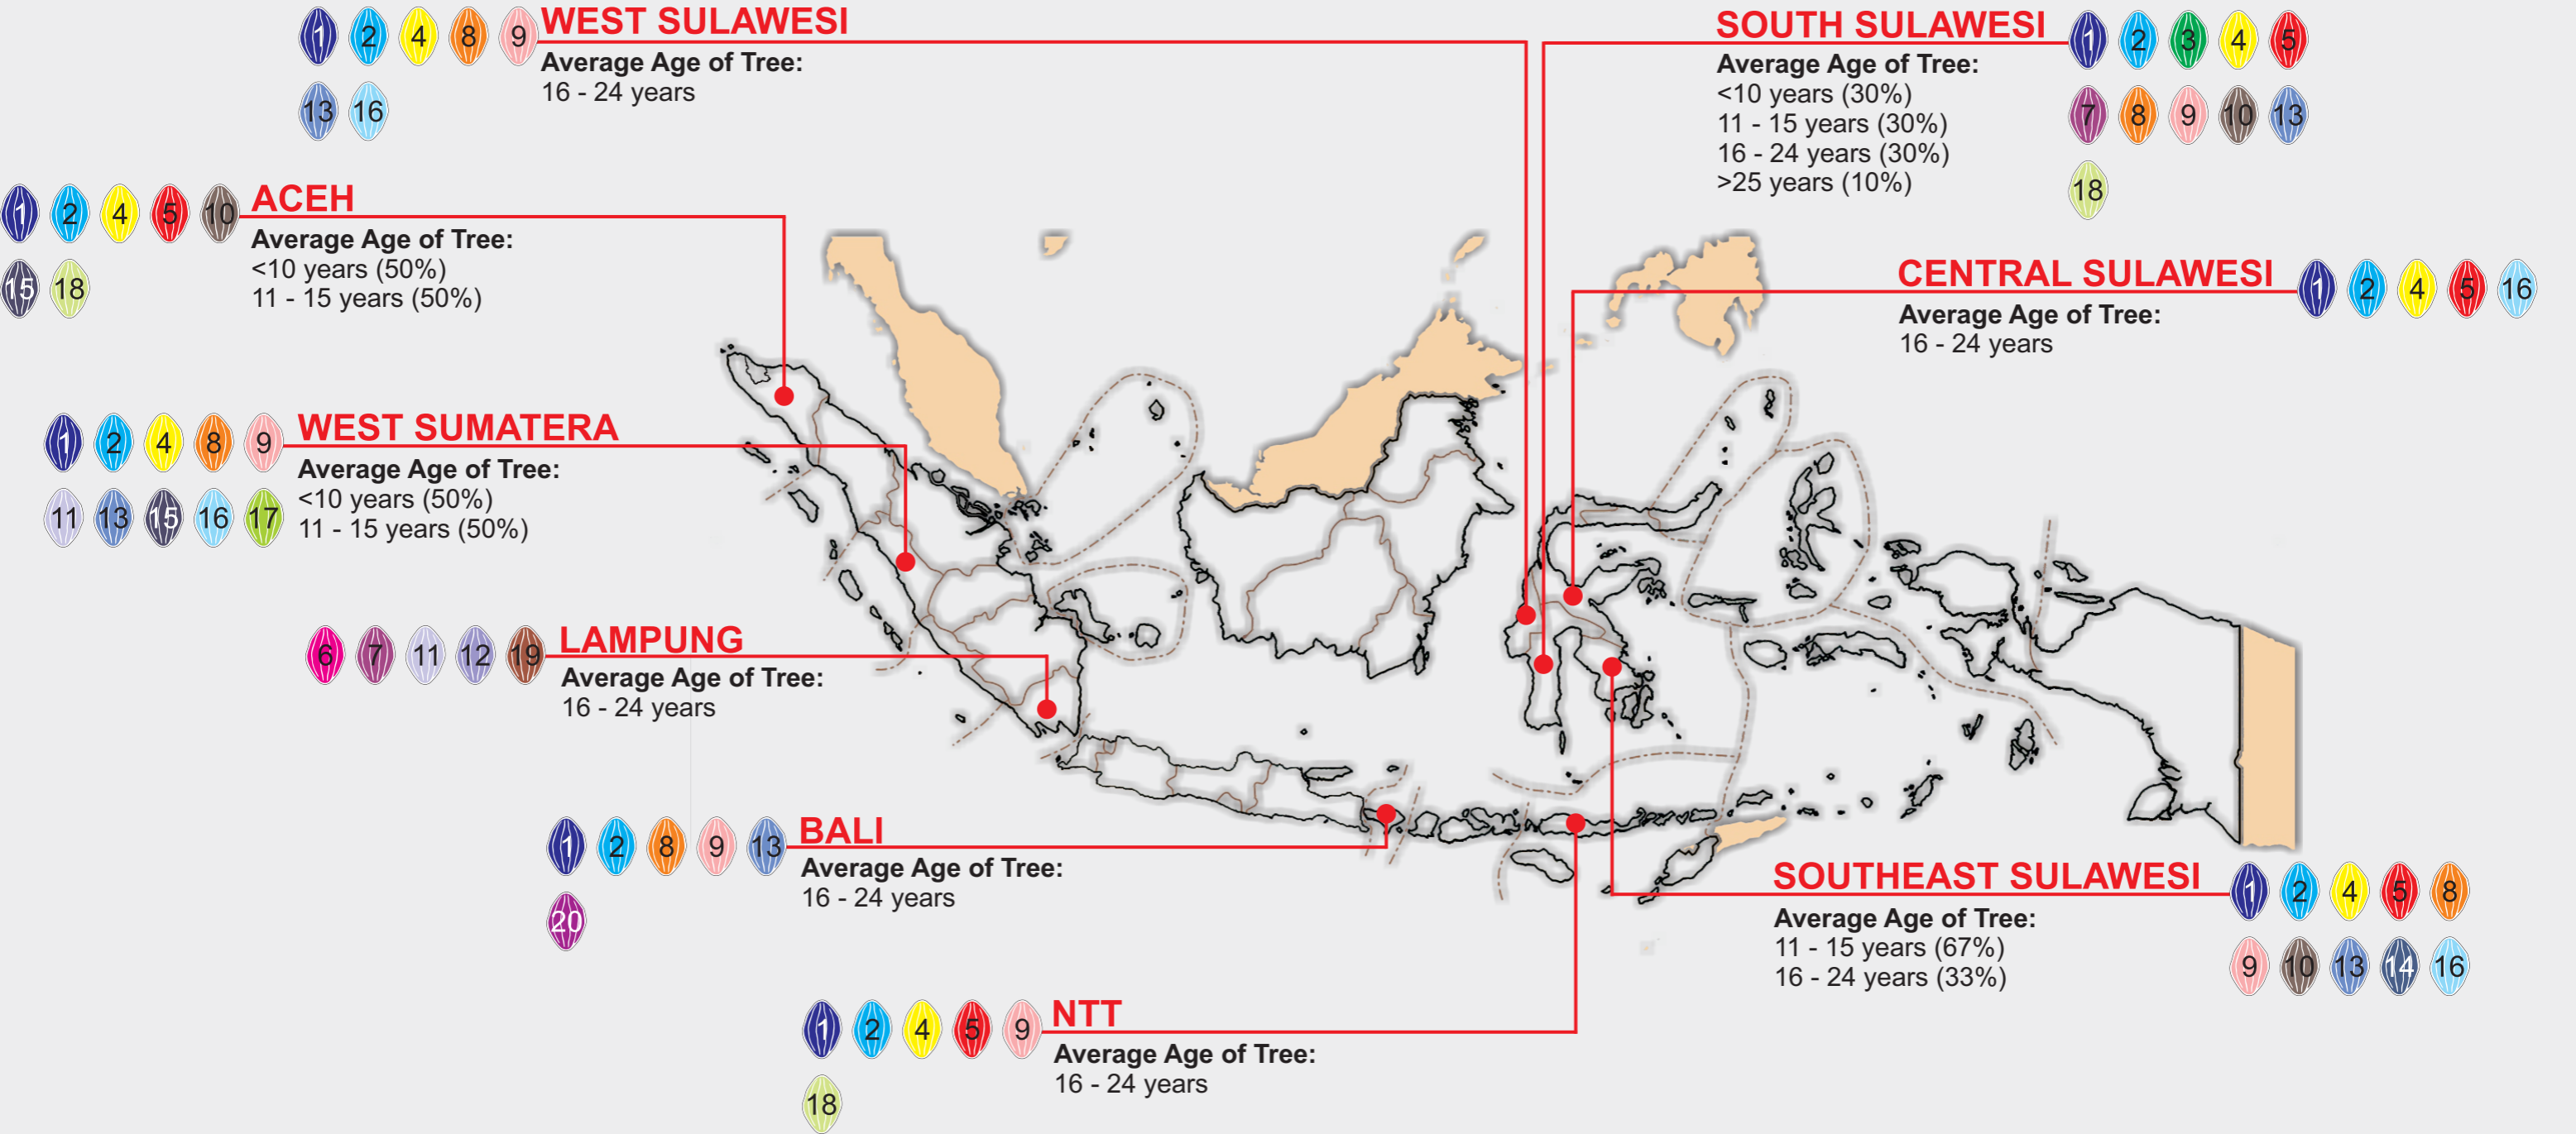 1 2 4 8 9 WEST SULAWESI
Average Age of Tree:
16 - 24 years
13 16
SOUTH SULAWESI 1 2 3 4 5
Average Age of Tree:
<10 years (30%)
11 - 15 years (30%)
16 - 24 years (30%)
>25 years (10%)
7 8 9 10 13
18
1 2 4 5 10 ACEH
Average Age of Tree:
<10 years (50%)
11 - 15 years (50%)
15 18
CENTRAL SULAWESI 1 2 4 5 16
Average Age of Tree:
16 - 24 years
1 2 4 8 9 WEST SUMATERA
Average Age of Tree:
<10 years (50%)
11 - 15 years (50%)
11 13 15 16 17
6 7 11 12 19 LAMPUNG
Average Age of Tree:
16 - 24 years
1 2 8 9 13 BALI
Average Age of Tree:
16 - 24 years
20
SOUTHEAST SULAWESI 1 2 4 5 8
Average Age of Tree:
11 - 15 years (67%)
16 - 24 years (33%)
9 10 13 14 16
1 2 4 5 9 NTT
Average Age of Tree:
16 - 24 years
18